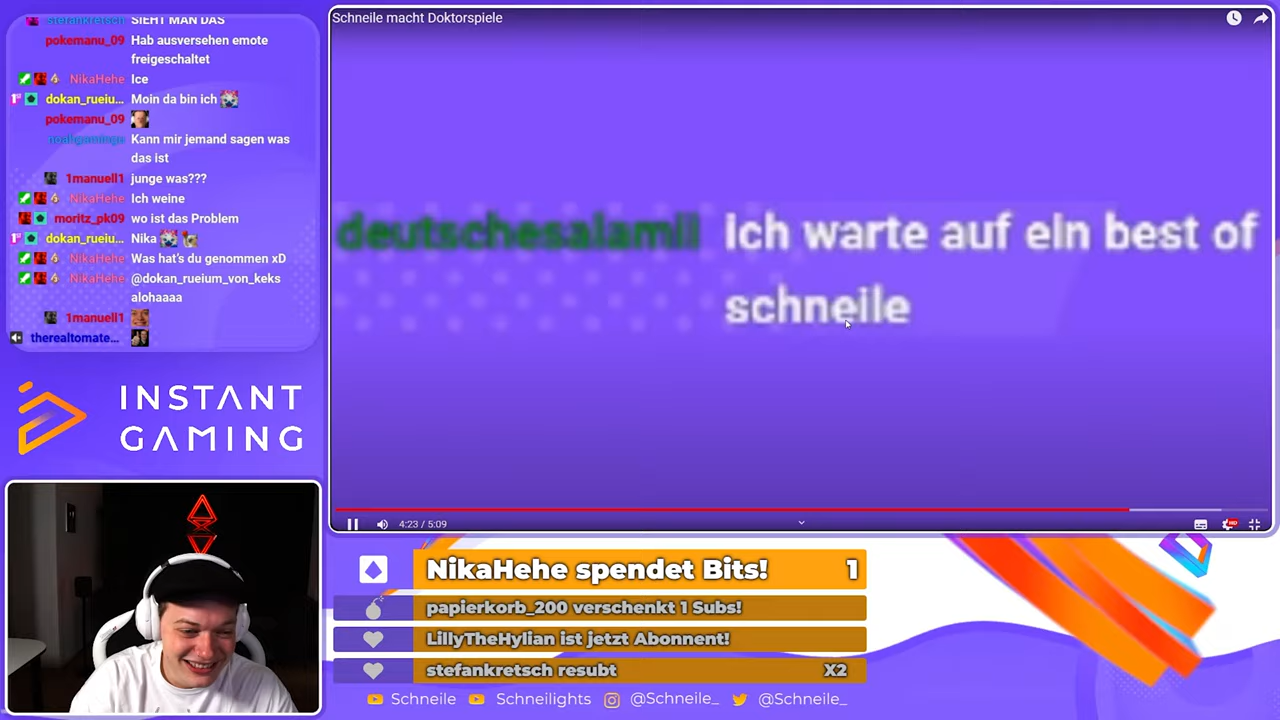 stefankretsch SIEHT MAN DAS
pokemanu_09 Hab ausversehen emote
freigeschaltet
NikaHehe Ice
dokan_rueiu... Moin da bin ich
pokemanu_09
noahgamingu Kann mir jemand sagen was
das ist
1manuell1 junge was???
NikaHehe Ich weine
moritz_pk09 wo ist das Problem
dokan_rueiu... Nika
NikaHehe Was hat's du genommen xD
NikaHehe @dokan_rueium_von_keks
alohaaaa
1manuell1
therealtomate...
INSTANT
GAMING
Schneile macht Doktorspiele
deutschesalamii ich warte auf ein best of
schneile
4:23 / 5:09
HD
NikaHehe spendet Bits! 1
papierkorb_200 verschenkt 1 Subs!
LillyTheHylian ist jetzt Abonnent!
stefankretsch resubt X2
Schneile Schneilights @Schneile_ @Schneile_